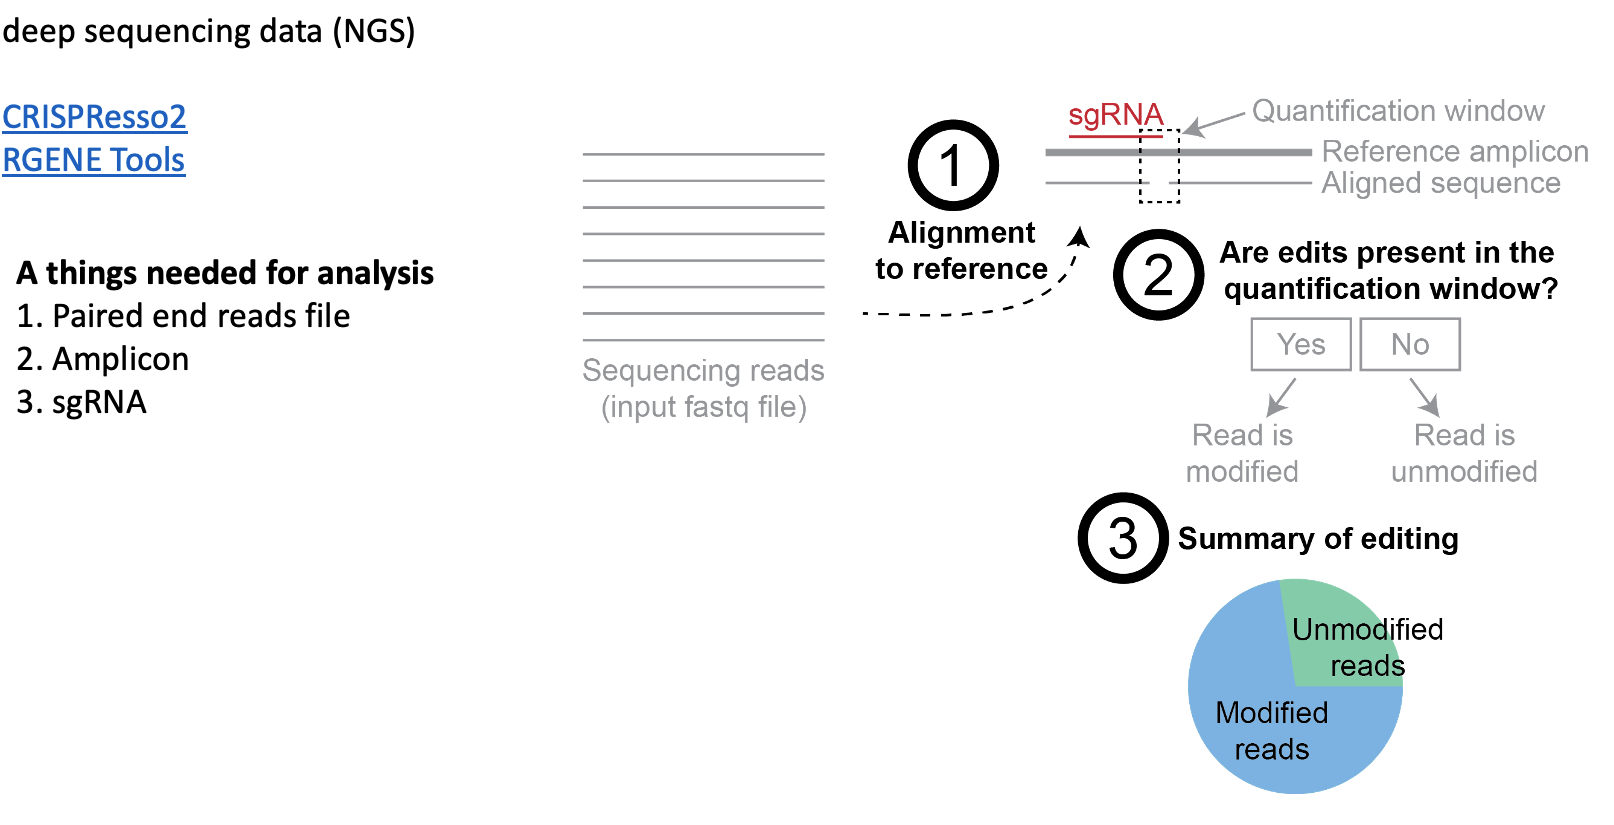 deep sequencing data (NGS)
CRISPResso2
RGENE Tools
A things needed for analysis
1. Paired end reads file
2. Amplicon
3. sgRNA
Sequencing reads
(input fastq file)
1
Alignment
to reference
sgRNA
Quantification window
Reference amplicon
Aligned sequence
2
Are edits present in the
quantification window?
Yes
No
Read is
modified
Read is
unmodified
3
Summary of editing
Unmodified
reads
Modified
reads